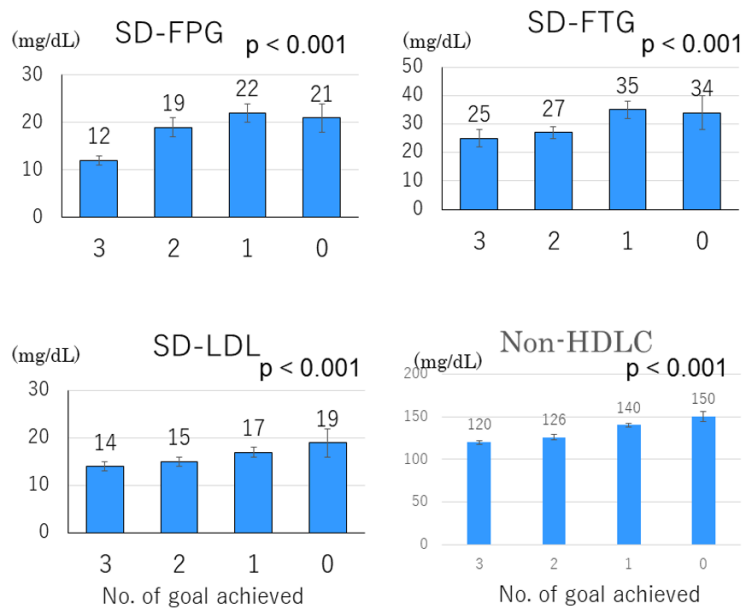 SD-FPG
(mg/dL)
p < 0.001
30
20
10
0
12
19
22
21
3 2 1 0
SD-FTG
(mg/dL)
p < 0.001
50
40
30
20
10
0
25
27
35
34
3 2 1 0
SD-LDL
(mg/dL)
p < 0.001
30
20
10
0
14
15
17
19
3 2 1 0
No. of goal achieved
Non-HDLC
(mg/dL)
p < 0.001
200
150
100
50
0
120
126
140
150
3 2 1 0
No. of goal achieved